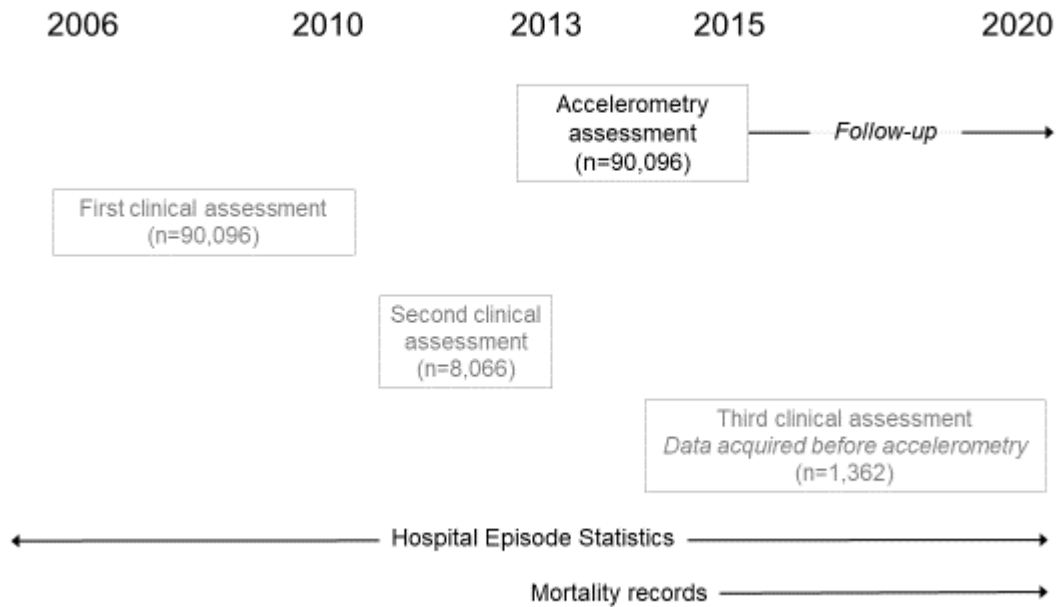 2006 2010 2013 2015 2020
Accelerometry
assessment
(n=90,096)
Follow-up
First clinical assessment
(n=90,096)
Second clinical
assessment
(n=8,066)
Third clinical assessment
Data acquired before accelerometry
(n=1,362)
Hospital Episode Statistics
Mortality records